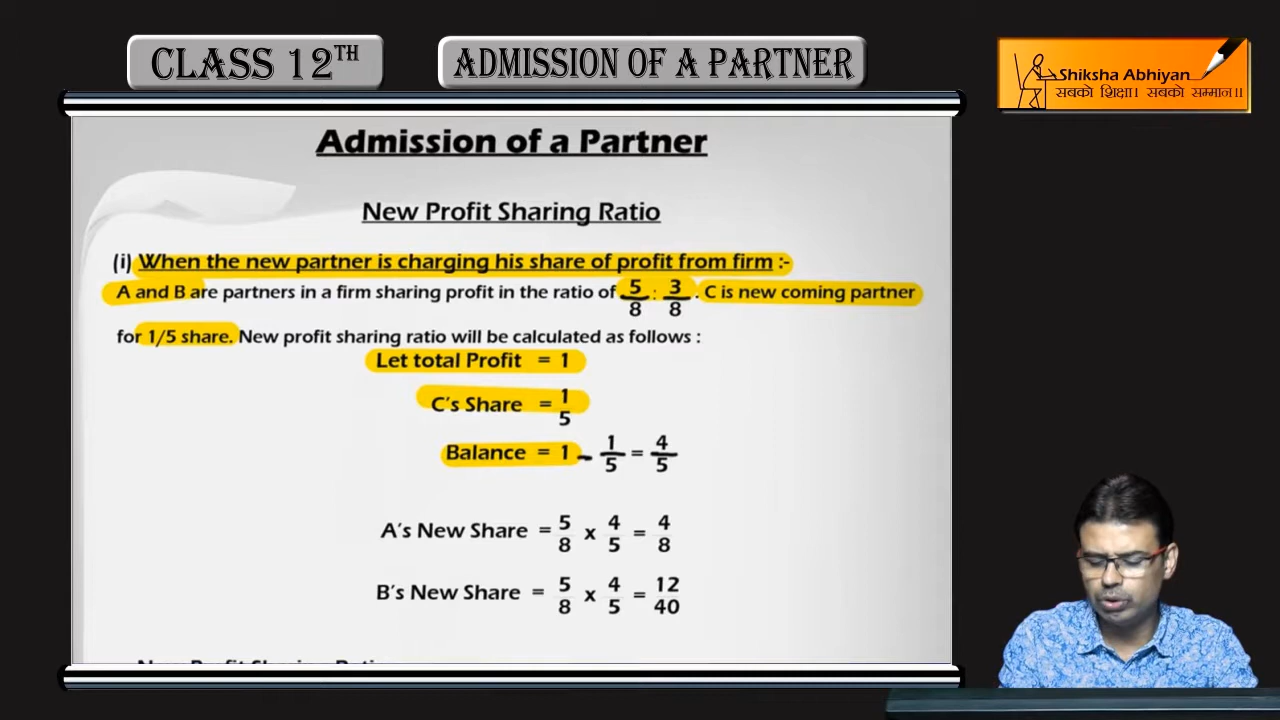 CLASS 12TH
ADMISSION OF A PARTNER
Shiksha Abhiyan
सबको शिक्षा। सबको सम्मान।।
Admission of a Partner
New Profit Sharing Ratio
(i) When the new partner is charging his share of profit from firm :-
A and B are partners in a firm sharing profit in the ratio of 5/8 : 3/8 . C is new coming partner
for 1/5 share. New profit sharing ratio will be calculated as follows :
Let total Profit = 1
C's Share = 1/5
Balance = 1 - 1/5 = 4/5
A's New Share = 5/8 x 4/5 = 4/8
B's New Share = 5/8 x 4/5 = 12/40